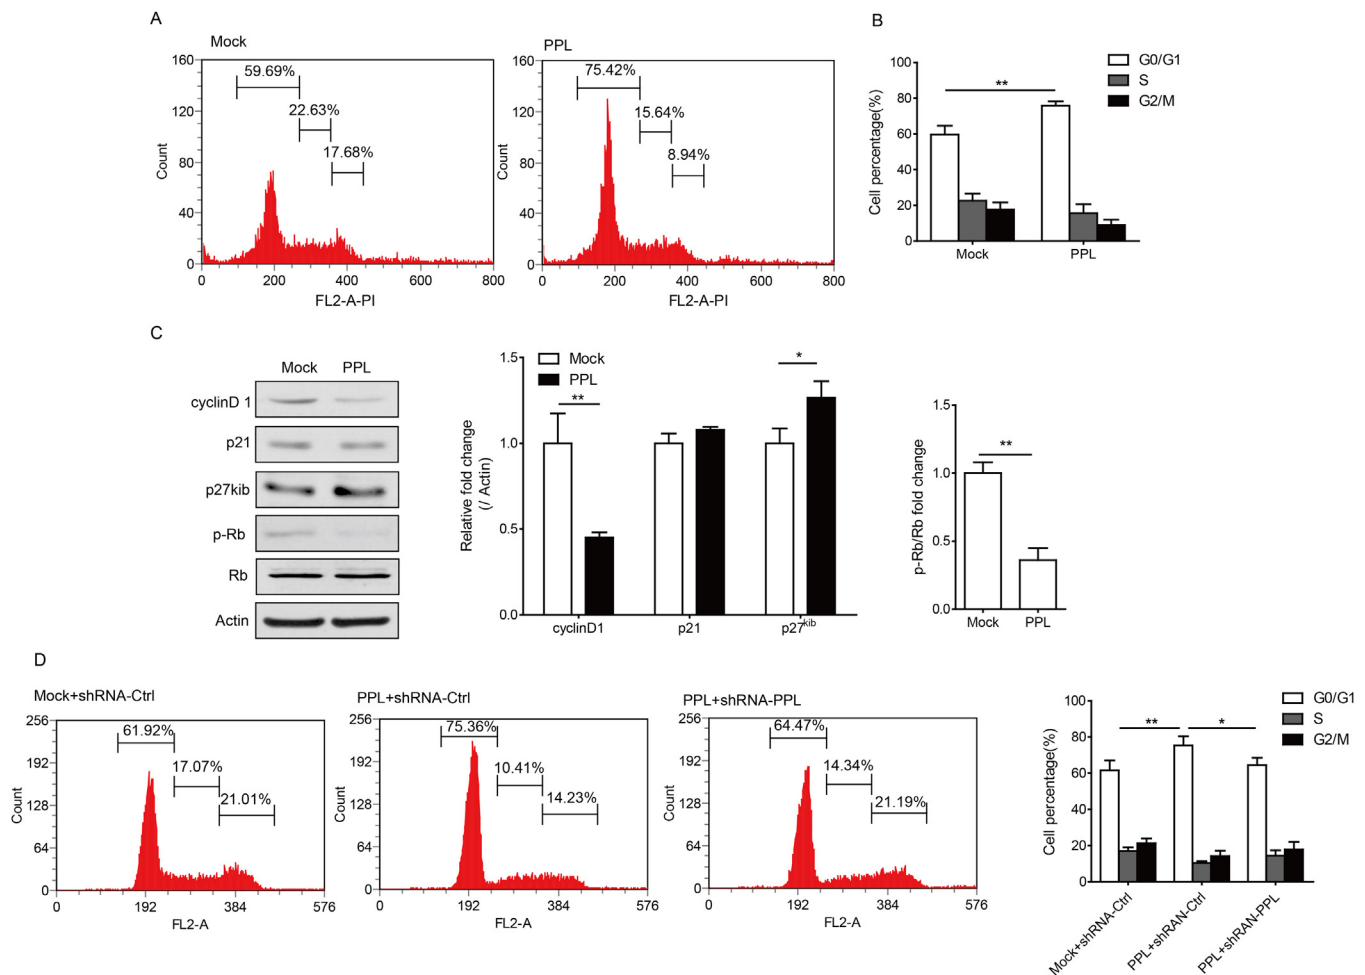 A
Mock
160
120
80
40
0
Count
59.69%
22.63%
17.68%
0 200 400 600 800
FL2-A-PI
PPL
160
120
80
40
0
Count
75.42%
15.64%
8.94%
0 200 400 600 800
FL2-A-PI
B
100
80
60
40
20
0
Cell percentage(%)
**
G0/G1
S
G2/M
Mock PPL
C
Mock PPL
cyclinD 1
p21
p27kib
p-Rb
Rb
Actin
1.5
1.0
0.5
0.0
Relative fold change
(/ Actin)
Mock
PPL
**
*
cyclinD1 p21 p27kib
1.5
1.0
0.5
0.0
p-Rb/Rb fold change
**
Mock PPL
D
Mock+shRNA-Ctrl
256
192
128
64
0
Count
61.92%
17.07%
21.01%
0 192 384 576
FL2-A
PPL+shRNA-Ctrl
256
192
128
64
0
Count
75.36%
10.41%
14.23%
0 192 384 576
FL2-A
PPL+shRNA-PPL
256
192
128
64
0
Count
64.47%
14.34%
21.19%
0 192 384 576
FL2-A
100
80
60
40
20
0
Cell percentage(%)
**
*
G0/G1
S
G2/M
Mock+shRNA-Ctrl
PPL+shRAN-Ctrl
PPL+shRAN-PPL